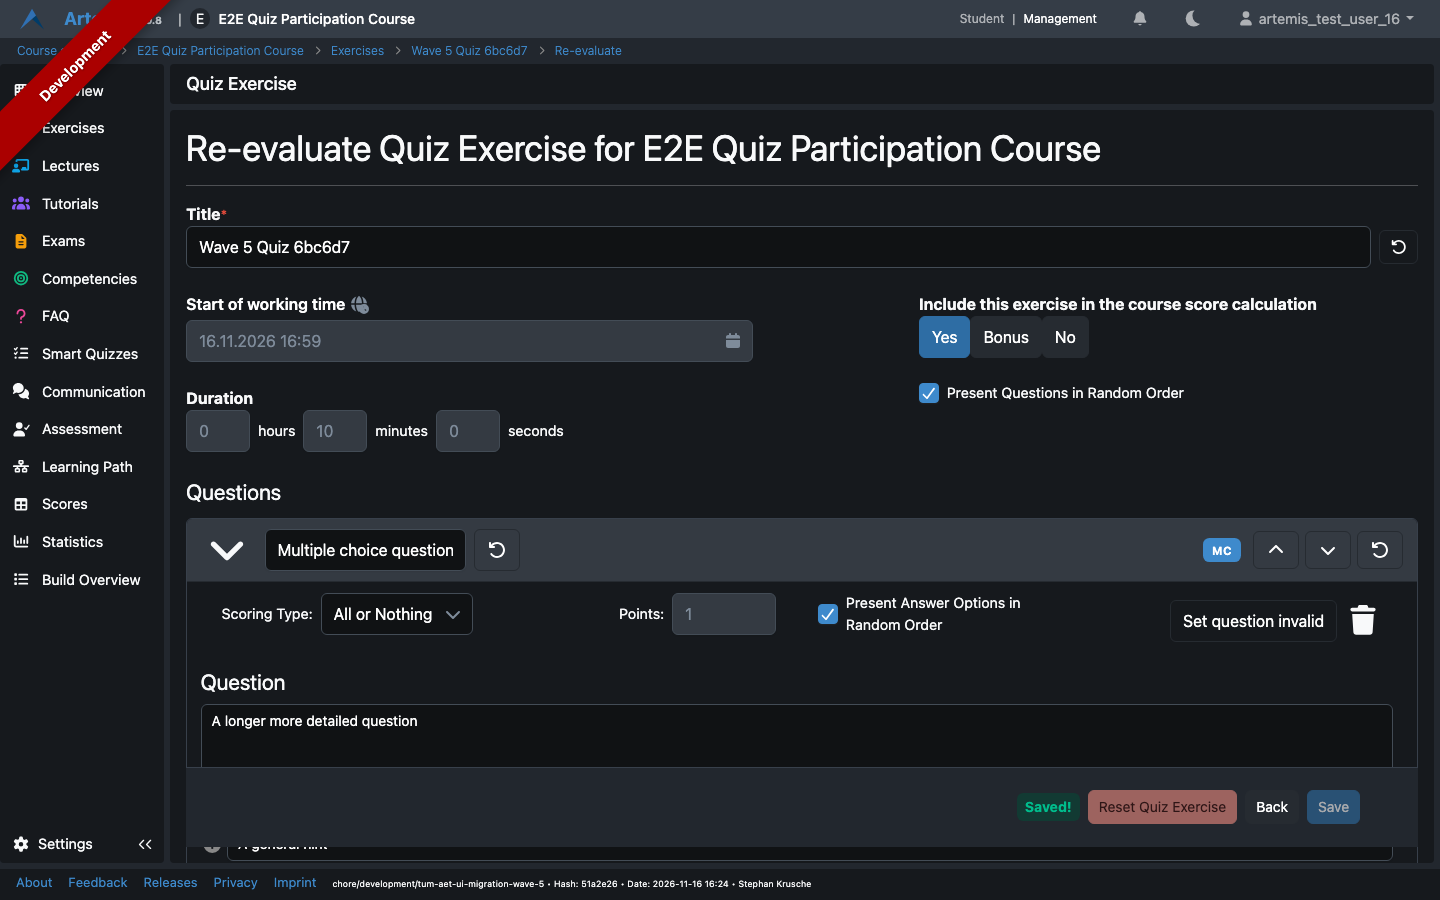 E
E2E Quiz Participation Course
Student | Management
artemis_test_user_16
Course
E2E Quiz Participation Course
Exercises
Wave 5 Quiz 6bc6d7
Re-evaluate
Development
Exercises
Lectures
Tutorials
Exams
Competencies
FAQ
Smart Quizzes
Communication
Assessment
Learning Path
Scores
Statistics
Build Overview
Settings
Quiz Exercise
Re-evaluate Quiz Exercise for E2E Quiz Participation Course
Title*
Wave 5 Quiz 6bc6d7
Start of working time
16.11.2026 16:59
Include this exercise in the course score calculation
Yes Bonus No
Present Questions in Random Order
Duration
0 hours 10 minutes 0 seconds
Questions
Multiple choice question
MC
Scoring Type: All or Nothing
Points: 1
Present Answer Options in
Random Order
Set question invalid
Question
A longer more detailed question
Saved! Reset Quiz Exercise Back Save
A general hint
About Feedback Releases Privacy Imprint
chore/development/tum-aet-ui-migration-wave-5 • Hash: 51a2e26 • Date: 2026-11-16 16:24 • Stephan Krusche